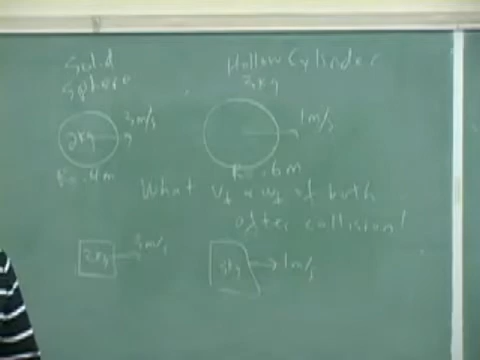 Solid
Sphere
2kg
3m/s
R= .4m
Hollow Cylinder
3kg
1m/s
R= .6m
What vf & wf of both
after collision!
2kg
3m/s
3kg
1m/s